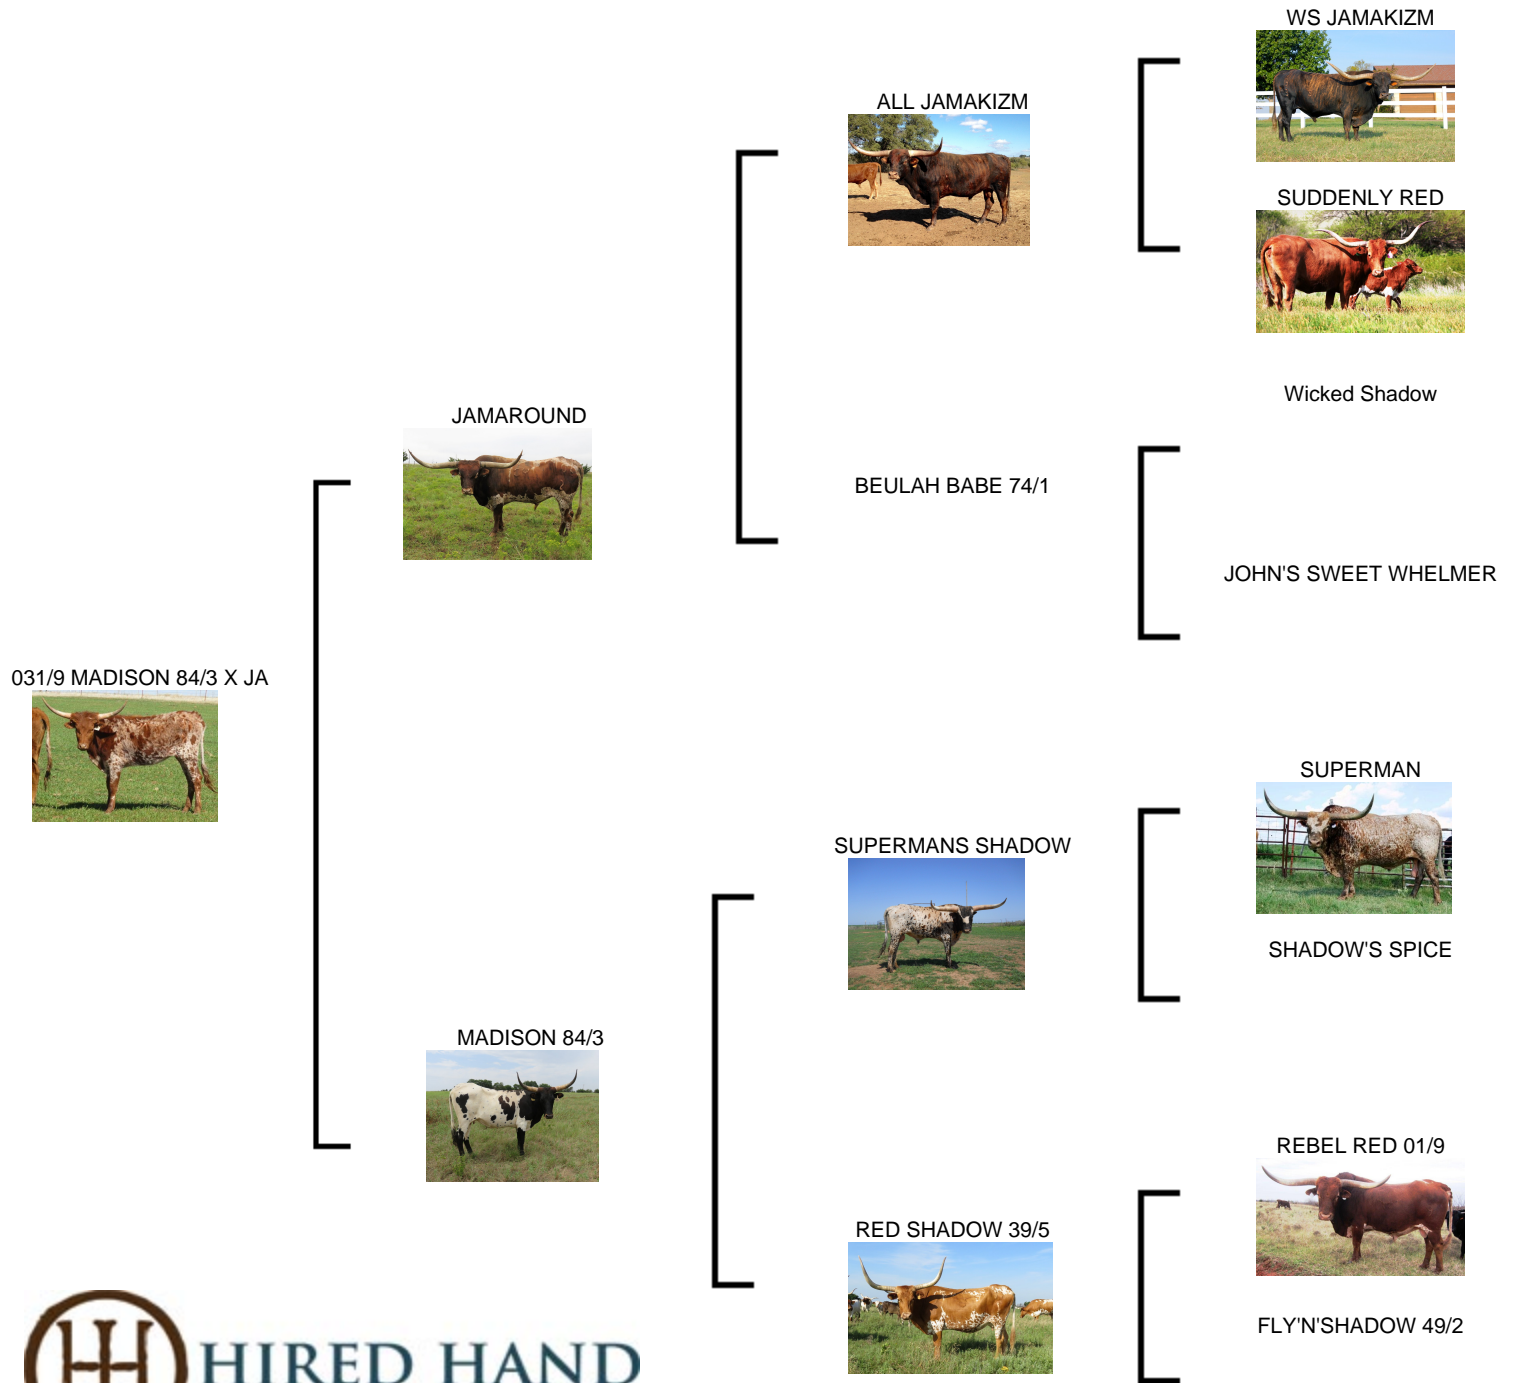 WS JAMAKIZM
ALL JAMAKIZM
SUDDENLY RED
Wicked Shadow
JAMAROUND
BEULAH BABE 74/1
JOHN'S SWEET WHELMER
031/9 MADISON 84/3 X JA
SUPERMAN
SUPERMANS SHADOW
SHADOW'S SPICE
MADISON 84/3
REBEL RED 01/9
RED SHADOW 39/5
FLY'N'SHADOW 49/2
HIRED HAND